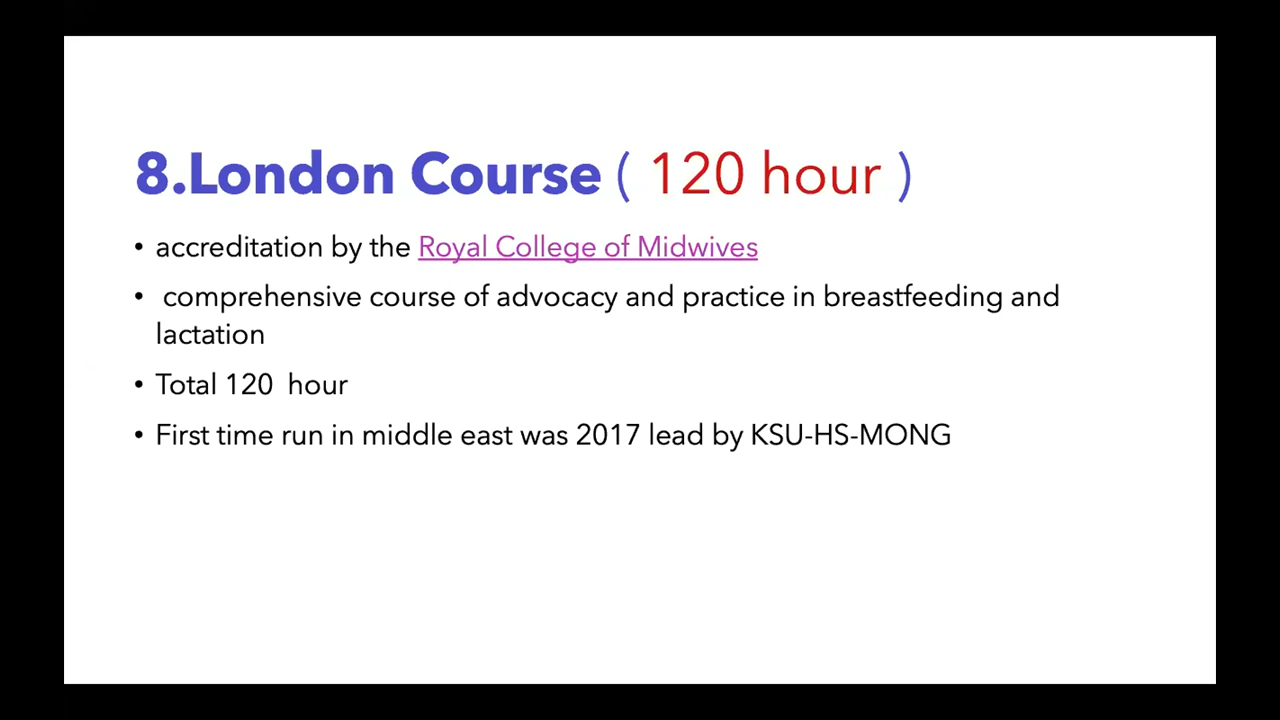 8.London Course ( 120 hour )
• accreditation by the Royal College of Midwives
• comprehensive course of advocacy and practice in breastfeeding and
lactation
• Total 120 hour
• First time run in middle east was 2017 lead by KSU-HS-MONG